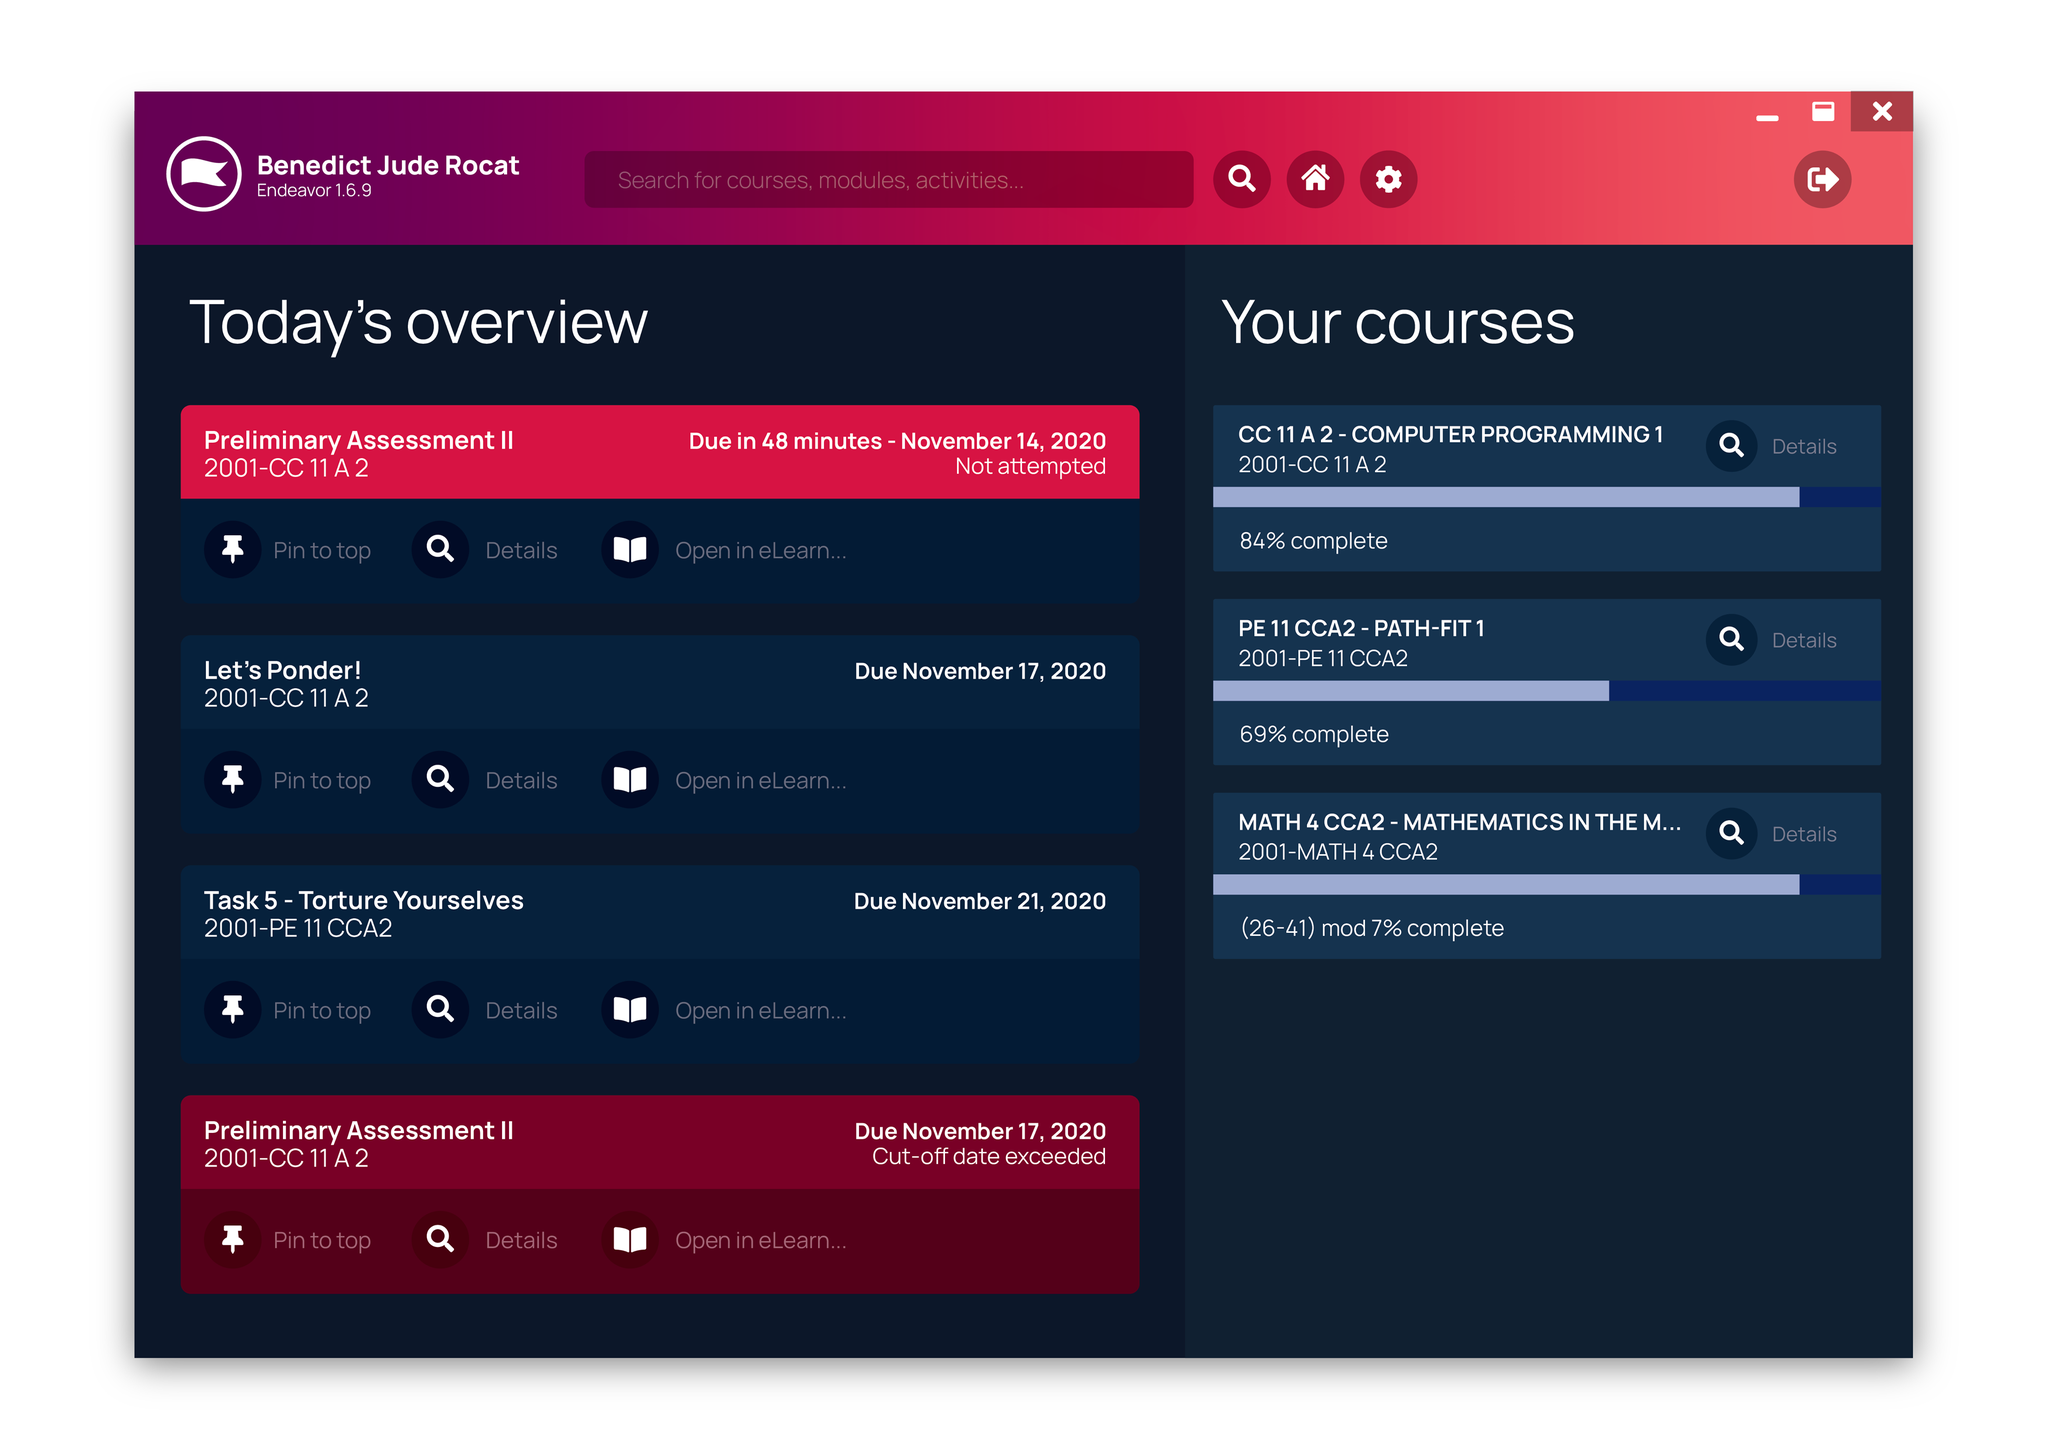 Benedict Jude Rocat
Endeavor 1.6.9
Search for courses, modules, activities...
Today's overview
Preliminary Assessment II
2001-CC 11 A 2
Due in 48 minutes - November 14, 2020
Not attempted
Pin to top
Details
Open in eLearn...
Let's Ponder!
2001-CC 11 A 2
Due November 17, 2020
Pin to top
Details
Open in eLearn...
Task 5 - Torture Yourselves
2001-PE 11 CCA2
Due November 21, 2020
Pin to top
Details
Open in eLearn...
Preliminary Assessment II
2001-CC 11 A 2
Due November 17, 2020
Cut-off date exceeded
Pin to top
Details
Open in eLearn...
Your courses
CC 11 A 2 - COMPUTER PROGRAMMING 1
2001-CC 11 A 2
Details
84% complete
PE 11 CCA2 - PATH-FIT 1
2001-PE 11 CCA2
Details
69% complete
MATH 4 CCA2 - MATHEMATICS IN THE M...
2001-MATH 4 CCA2
Details
(26-41) mod 7% complete